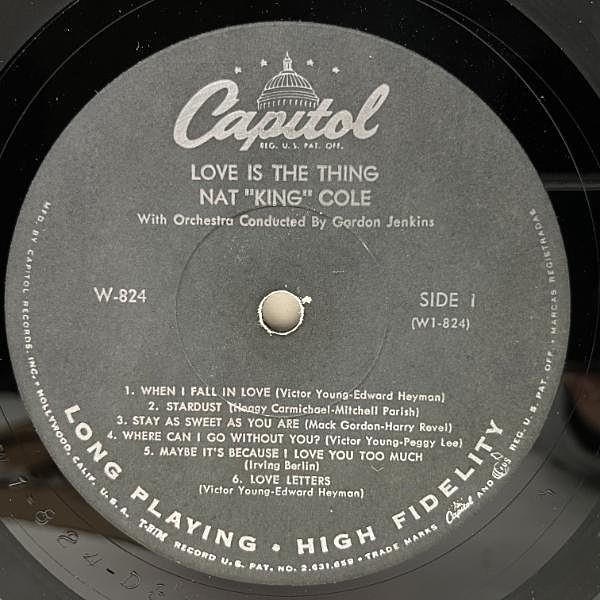 Capitol
REG. U.S. PAT. OFF.
LOVE IS THE THING
NAT "KING" COLE
With Orchestra Conducted By Gordon Jenkins
W-824
SIDE 1
(W1-824)
1. WHEN I FALL IN LOVE (Victor Young-Edward Heyman)
2. STARDUST (Hoagy Carmichael-Mitchell Parish)
3. STAY AS SWEET AS YOU ARE (Mack Gordon-Harry Revel)
4. WHERE CAN I GO WITHOUT YOU? (Victor Young-Peggy Lee)
5. MAYBE IT'S BECAUSE I LOVE YOU TOO MUCH
(Irving Berlin)
6. LOVE LETTERS
(Victor Young-Edward Heyman)
LONG PLAYING • HIGH FIDELITY
MFD. BY CAPITOL RECORDS, INC. • HOLLYWOOD, CALIF. U.S.A. T-RIM RECORD U.S. PAT. NO. 2,631,859 • TRADE MARKS Capitol AND REG. U.S. PAT. OFF. • MARCAS REGISTRADAS